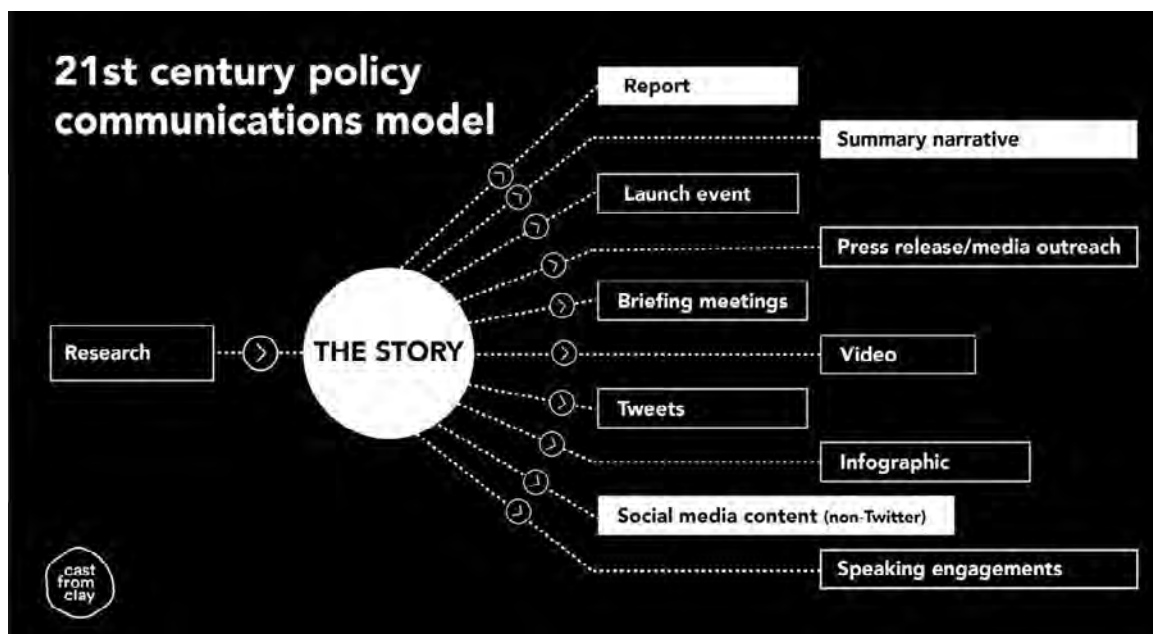 21st century policy
communications model
Report
Summary narrative
Launch event
Press release/media outreach
Briefing meetings
Research
THE STORY
Video
Tweets
Infographic
Social media content (non-Twitter)
Speaking engagements
cast
from
clay